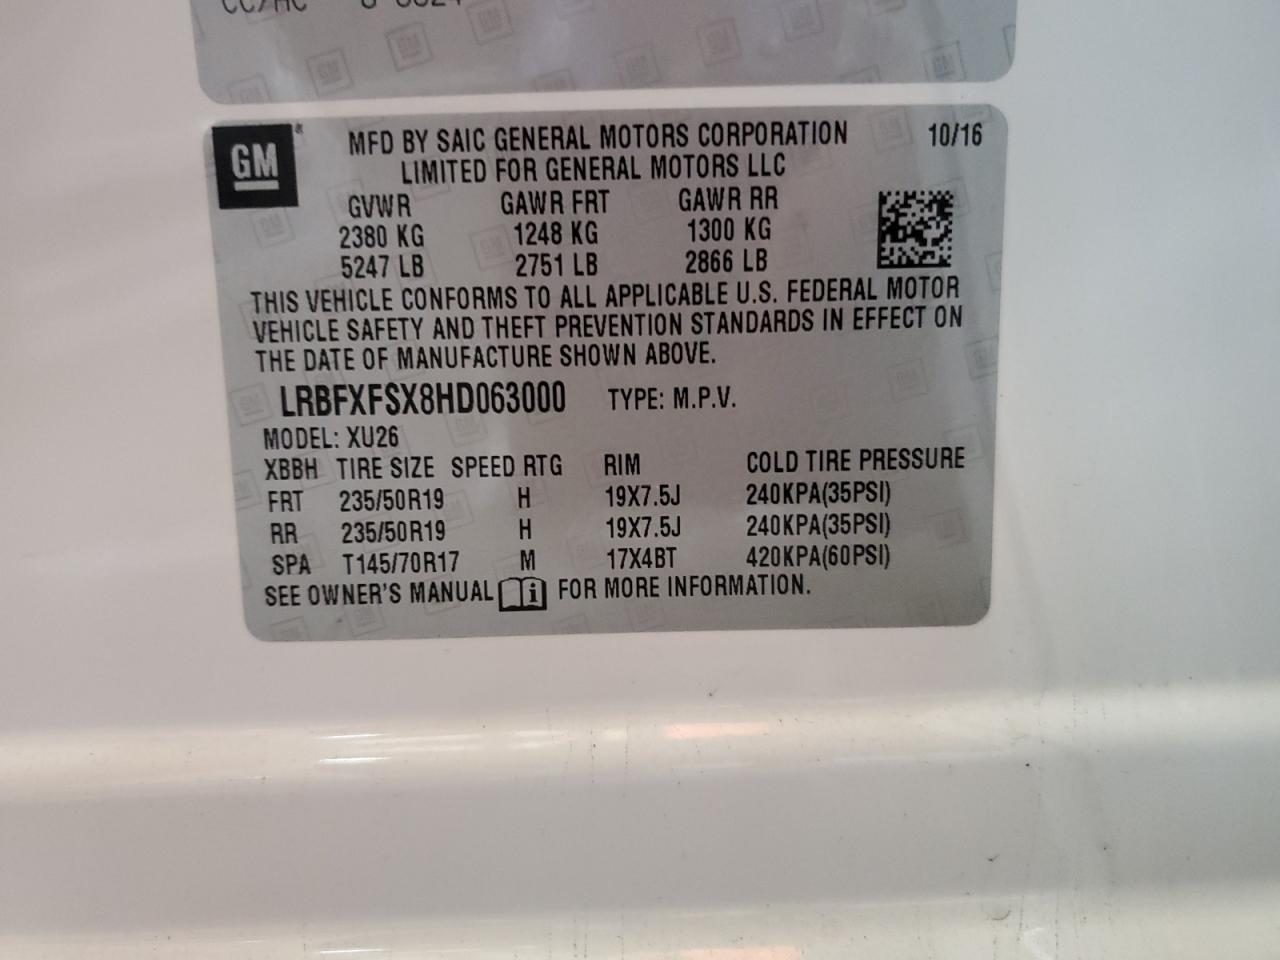 GM
MFD BY SAIC GENERAL MOTORS CORPORATION 10/16
LIMITED FOR GENERAL MOTORS LLC
GVWR GAWR FRT GAWR RR
2380 KG 1248 KG 1300 KG
5247 LB 2751 LB 2866 LB
THIS VEHICLE CONFORMS TO ALL APPLICABLE U.S. FEDERAL MOTOR
VEHICLE SAFETY AND THEFT PREVENTION STANDARDS IN EFFECT ON
THE DATE OF MANUFACTURE SHOWN ABOVE.
LRBFXFSX8HD063000 TYPE: M.P.V.
MODEL: XU26
XBBH TIRE SIZE SPEED RTG RIM COLD TIRE PRESSURE
FRT 235/50R19 H 19X7.5J 240KPA(35PSI)
RR 235/50R19 H 19X7.5J 240KPA(35PSI)
SPA T145/70R17 M 17X4BT 420KPA(60PSI)
SEE OWNER'S MANUAL i FOR MORE INFORMATION.